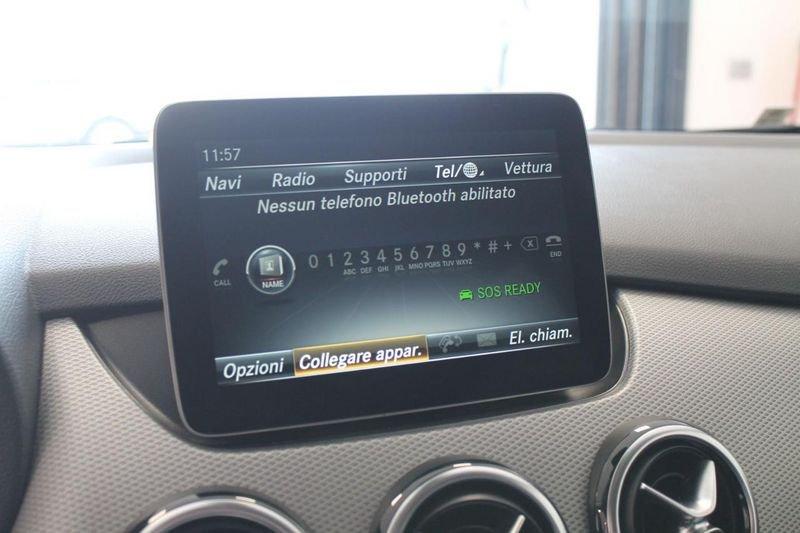 11:57
Navi Radio Supporti Tel/ Vettura
Nessun telefono Bluetooth abilitato
CALL NAME 0 1 2 3 4 5 6 7 8 9 * # + END
ABC DEF GHI JKL MNO PQRS TUV WXYZ
SOS READY
Opzioni Collegare appar. El. chiam.